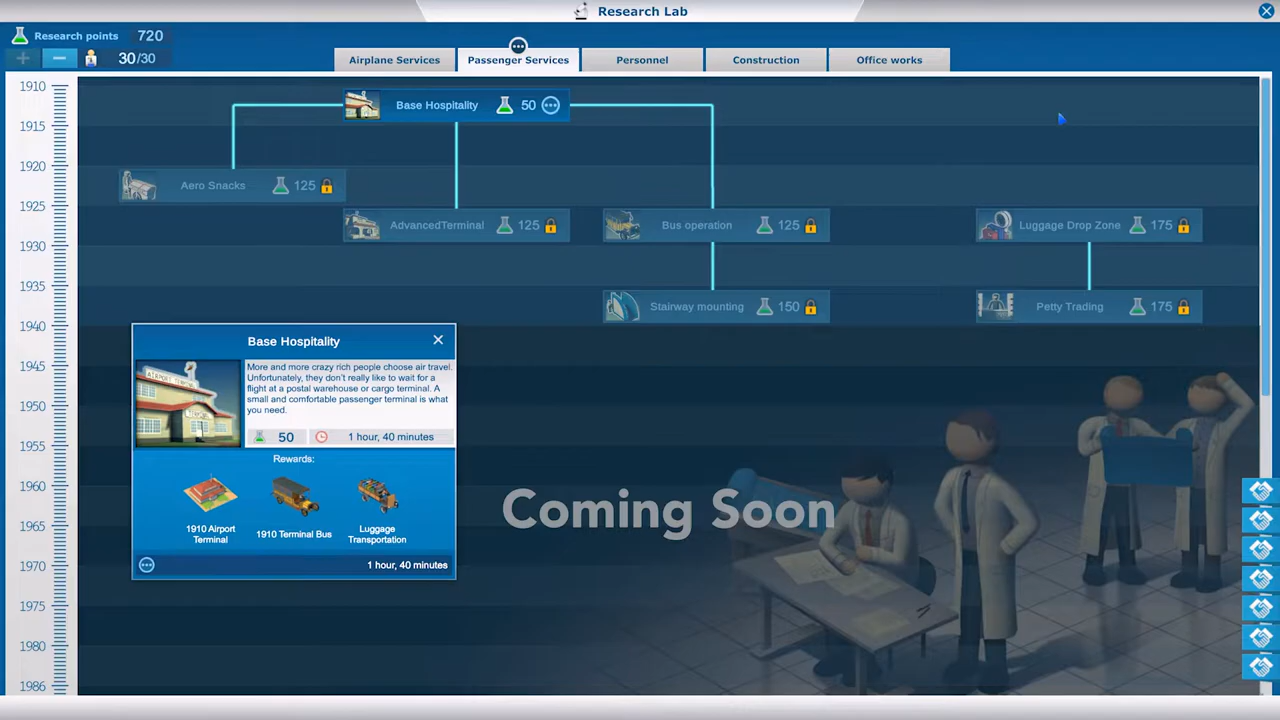 Research Lab
Research points 720
30/30
Airplane Services
Passenger Services
Personnel
Construction
Office works
1910
1915
1920
1925
1930
1935
1940
1945
1950
1955
1960
1965
1970
1975
1980
1986
Base Hospitality 50
Aero Snacks 125
AdvancedTerminal 125
Bus operation 125
Luggage Drop Zone 175
Stairway mounting 150
Petty Trading 175
Base Hospitality
AIRPORT TERMINAL
More and more crazy rich people choose air travel.
Unfortunately, they don't really like to wait for a
flight at a postal warehouse or cargo terminal. A
small and comfortable passenger terminal is what
you need.
50
1 hour, 40 minutes
Rewards:
1910 Airport
Terminal
1910 Terminal Bus
Luggage
Transportation
1 hour, 40 minutes
Coming Soon